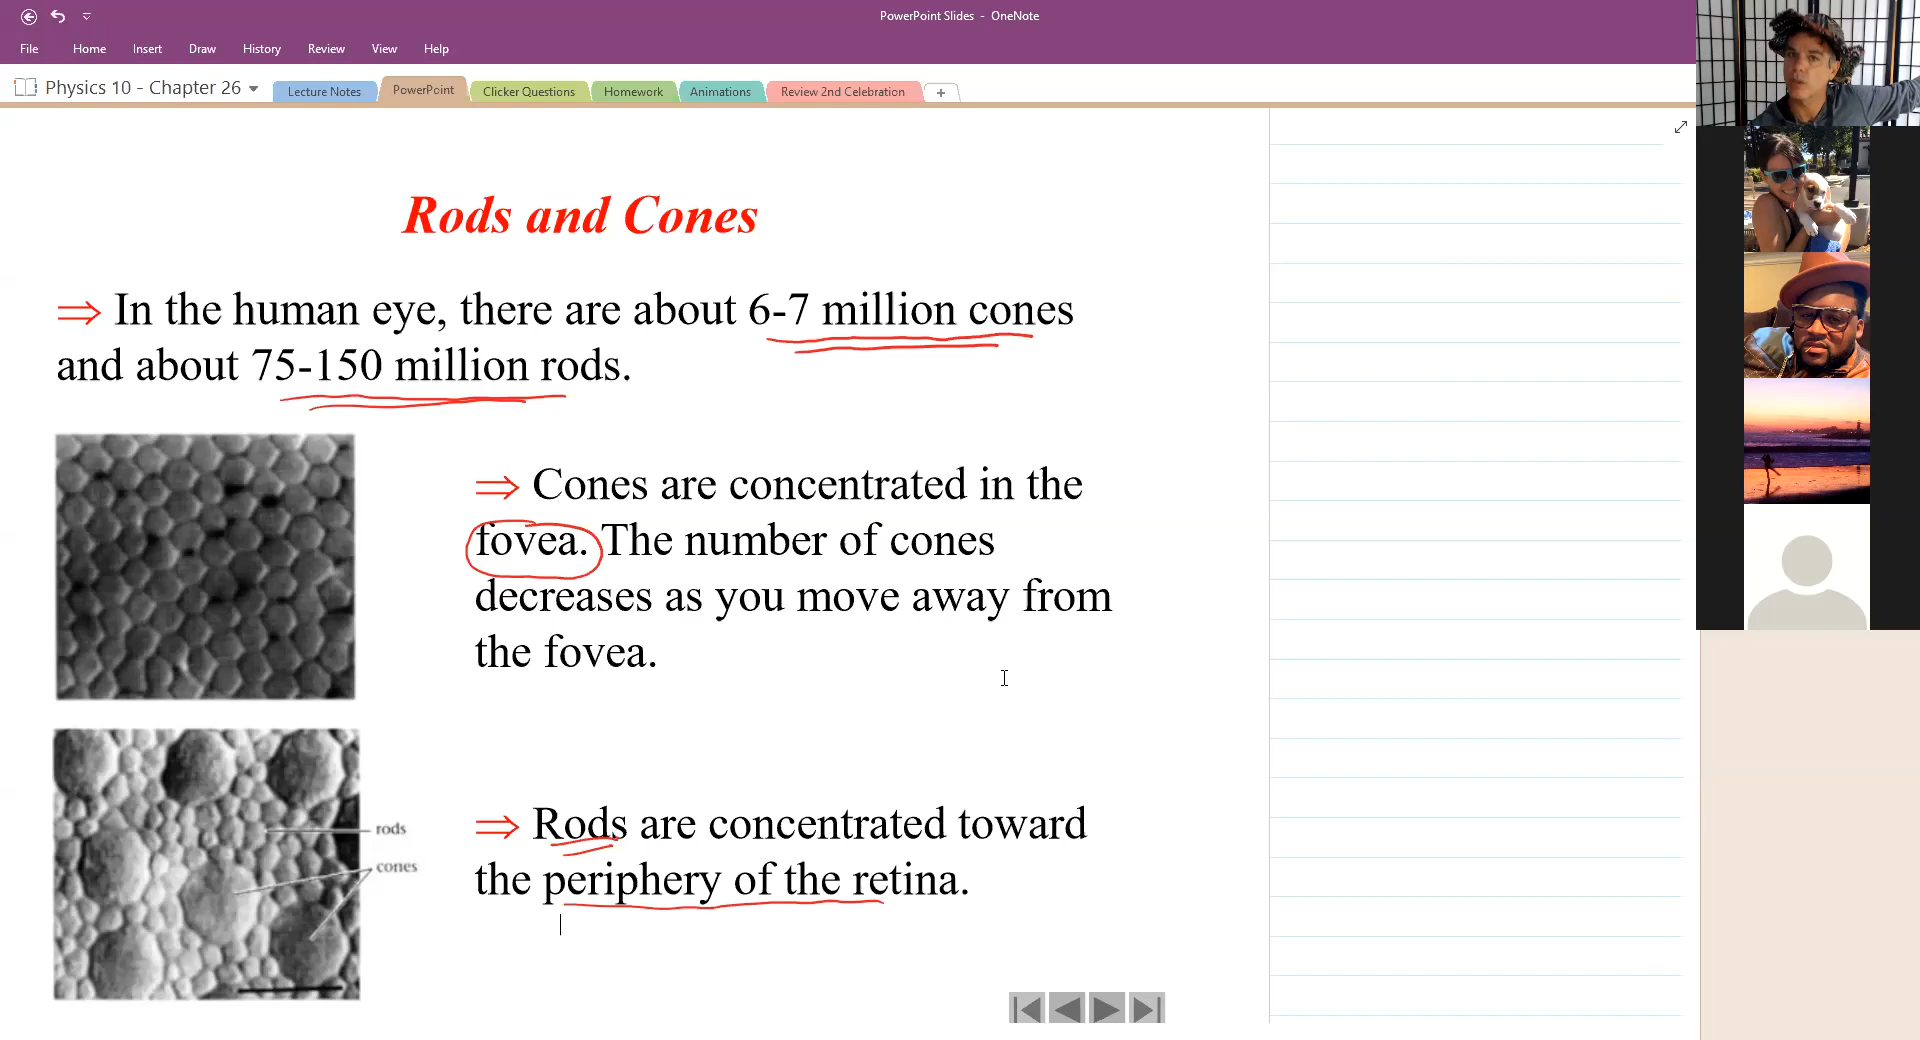 PowerPoint Slides - OneNote
File Home Insert Draw History Review View Help
Physics 10 - Chapter 26 Lecture Notes PowerPoint Clicker Questions Homework Animations Review 2nd Celebration +
Rods and Cones
⇒ In the human eye, there are about 6-7 million cones
and about 75-150 million rods.
⇒ Cones are concentrated in the
fovea. The number of cones
decreases as you move away from
the fovea.
rods
cones
⇒ Rods are concentrated toward
the periphery of the retina.